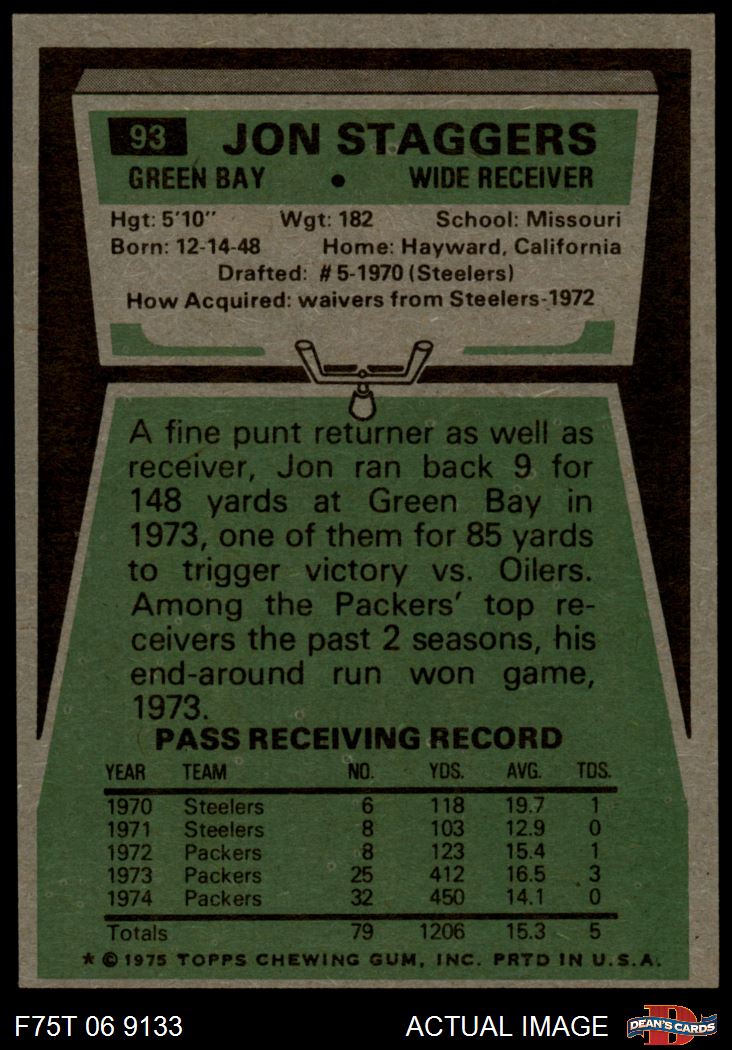 93 JON STAGGERS
GREEN BAY • WIDE RECEIVER
Hgt: 5'10" Wgt: 182 School: Missouri
Born: 12-14-48 Home: Hayward, California
Drafted: #5-1970 (Steelers)
How Acquired: waivers from Steelers-1972
A fine punt returner as well as
receiver, Jon ran back 9 for
148 yards at Green Bay in
1973, one of them for 85 yards
to trigger victory vs. Oilers.
Among the Packers' top re-
ceivers the past 2 seasons, his
end-around run won game,
1973.
PASS RECEIVING RECORD
YEAR TEAM NO. YDS. AVG. TDS.
1970 Steelers 6 118 19.7 1
1971 Steelers 8 103 12.9 0
1972 Packers 8 123 15.4 1
1973 Packers 25 412 16.5 3
1974 Packers 32 450 14.1 0
Totals 79 1206 15.3 5
* © 1975 TOPPS CHEWING GUM, INC. PRTD IN U.S.A.
F75T 06 9133 ACTUAL IMAGE D DEAN'S CARDS